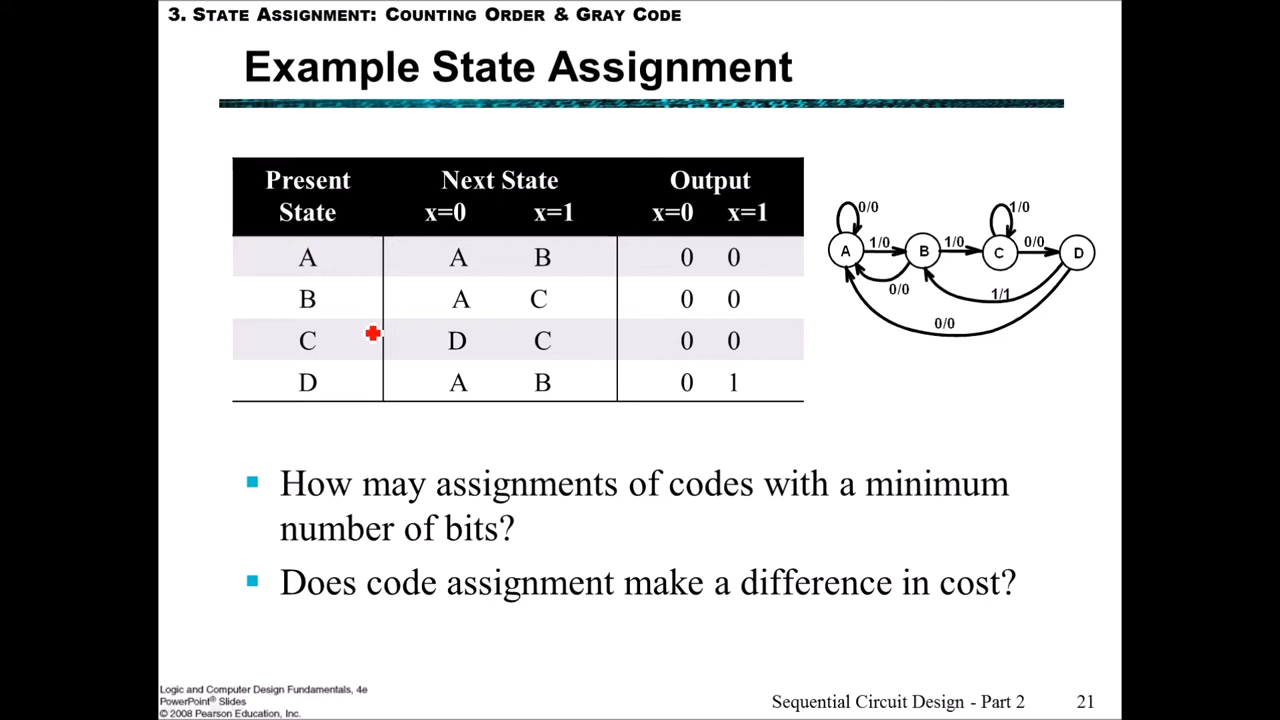 3. STATE ASSIGNMENT: COUNTING ORDER & GRAY CODE
Example State Assignment
Present Next State Output
State x=0 x=1 x=0 x=1
A A B 0 0
B A C 0 0
C D C 0 0
D A B 0 1
0/0 1/0
A 1/0 B 1/0 C 0/0 D
0/0 1/1
0/0
How may assignments of codes with a minimum
number of bits?
Does code assignment make a difference in cost?
Logic and Computer Design Fundamentals, 4e
PowerPoint® Slides
© 2008 Pearson Education, Inc.
Sequential Circuit Design - Part 2 21